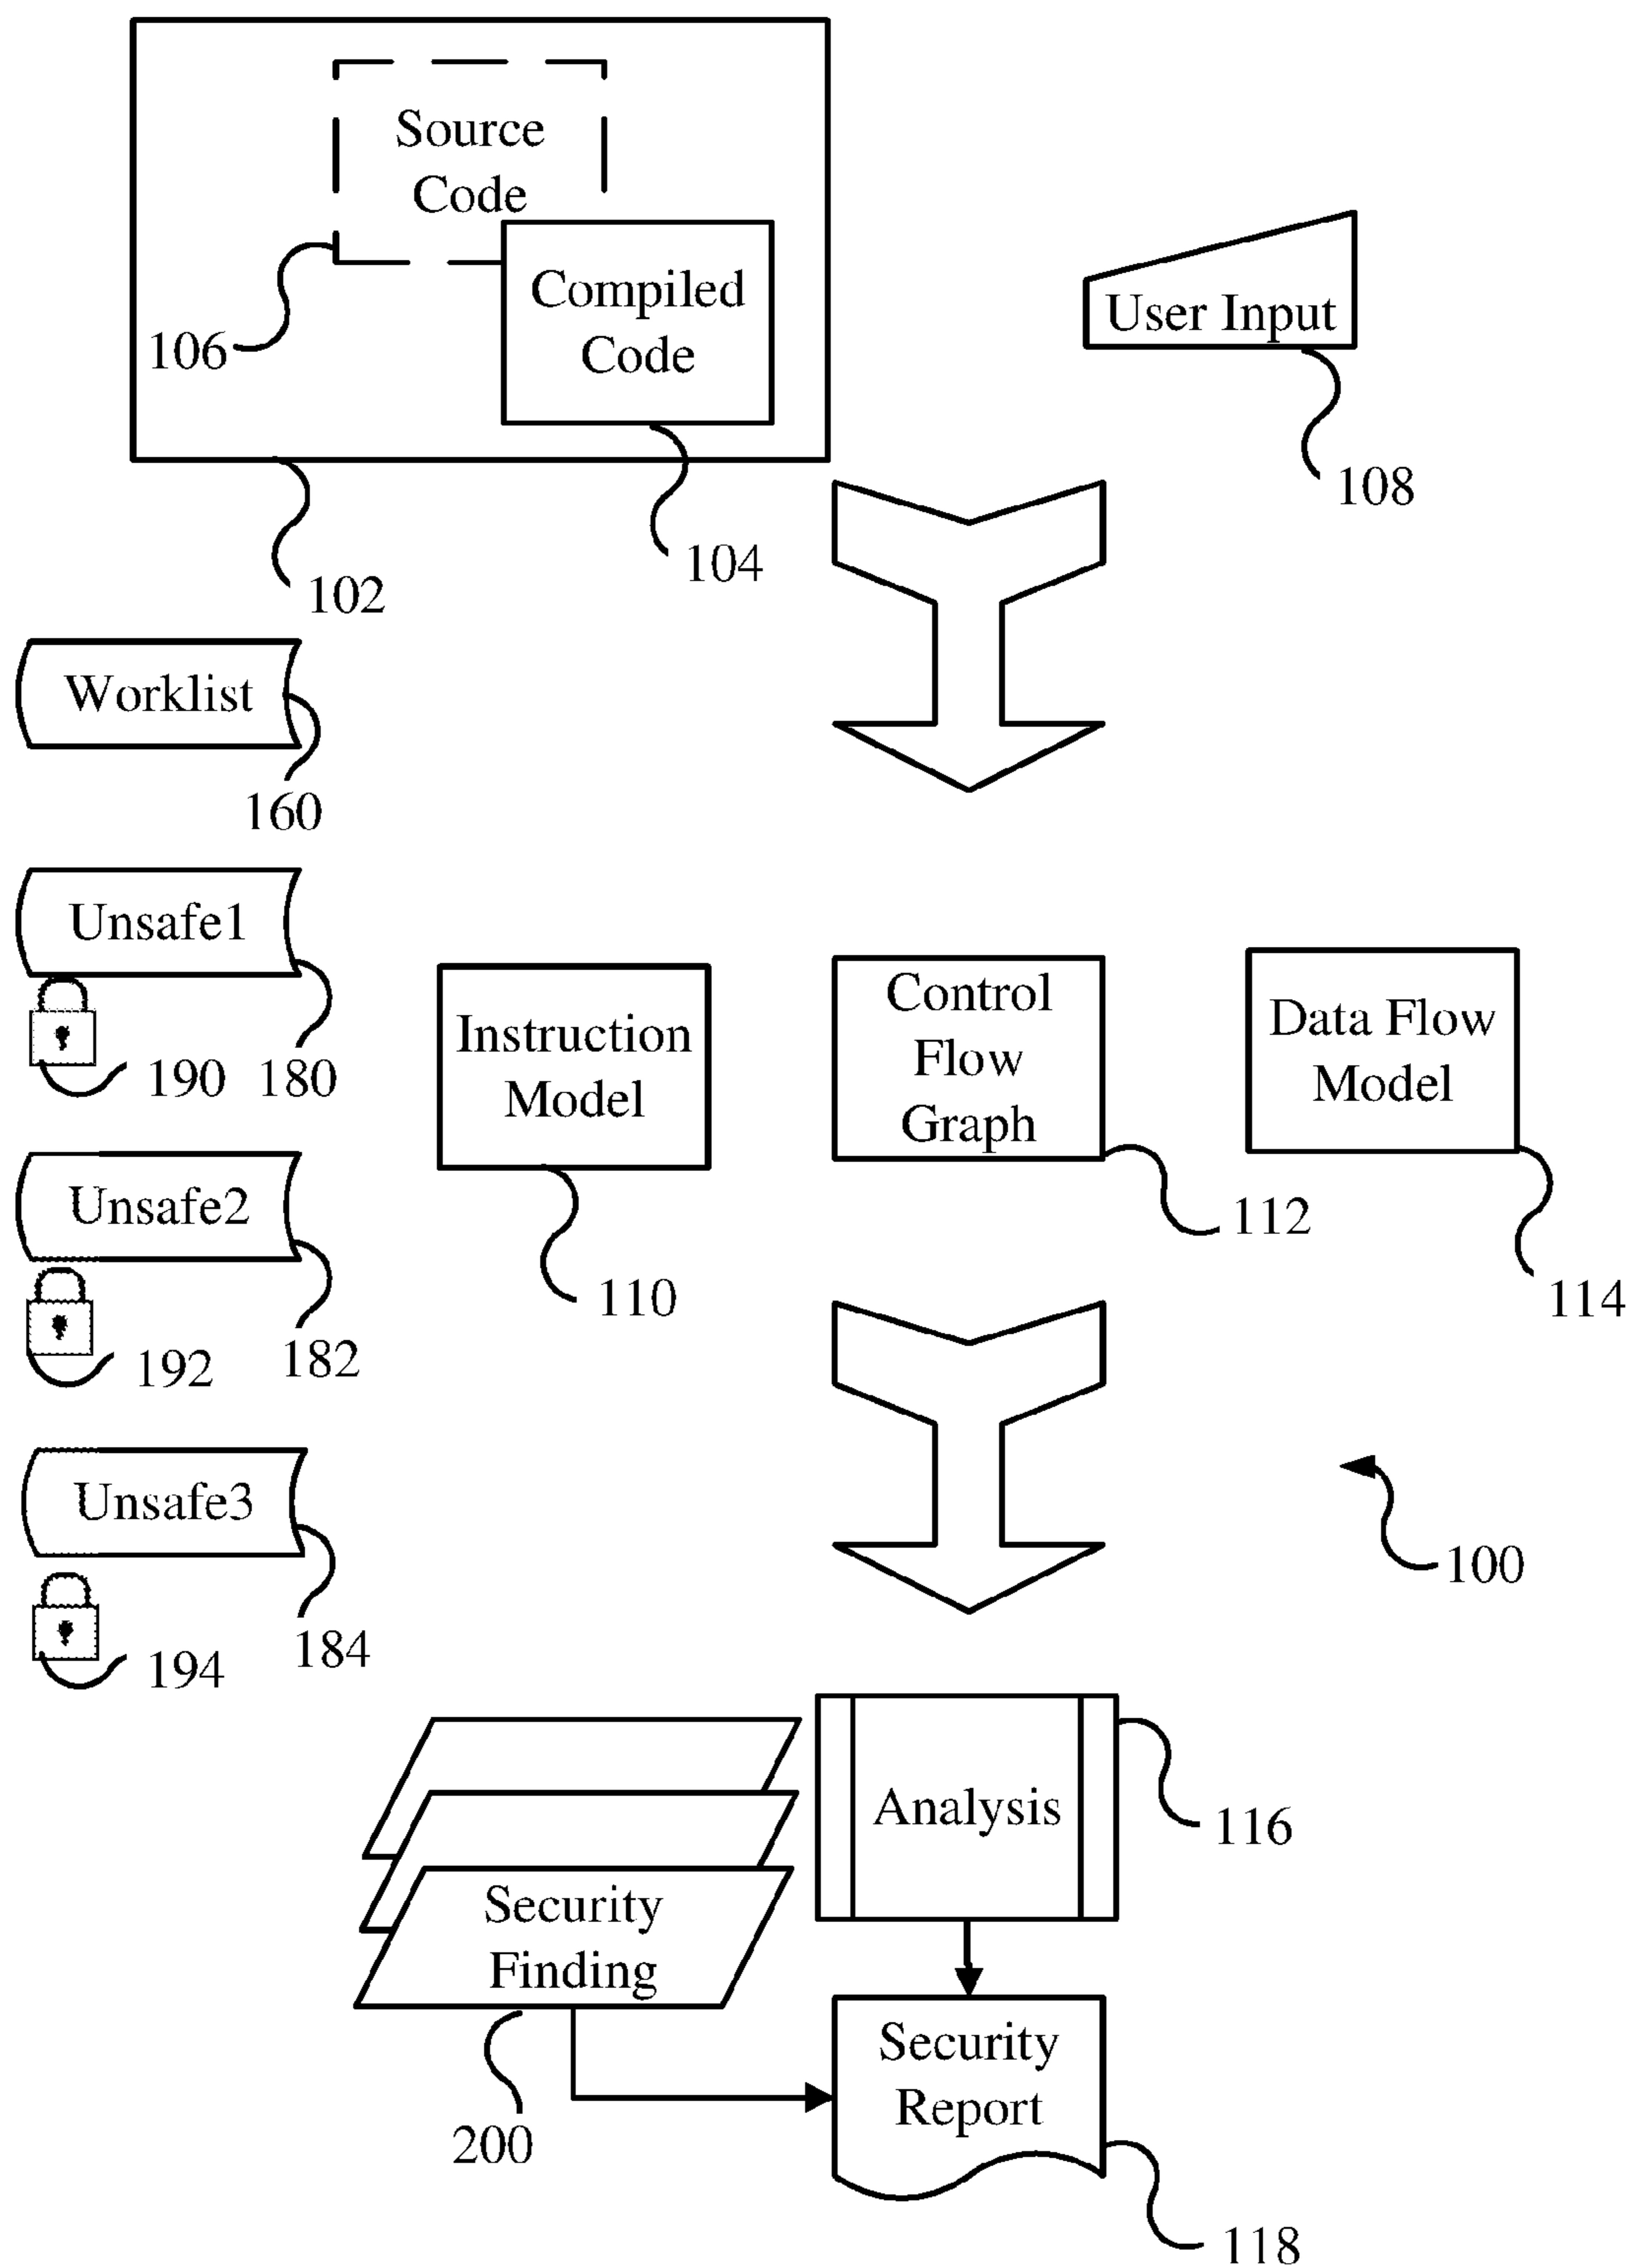 Source
Code
Compiled
Code
106
User Input
108
104
102
Worklist
160
Unsafe1
190
180
Instruction
Model
110
Control
Flow
Graph
112
Data Flow
Model
114
Unsafe2
192
182
Unsafe3
194
184
100
Analysis
116
Security
Finding
200
Security
Report
118